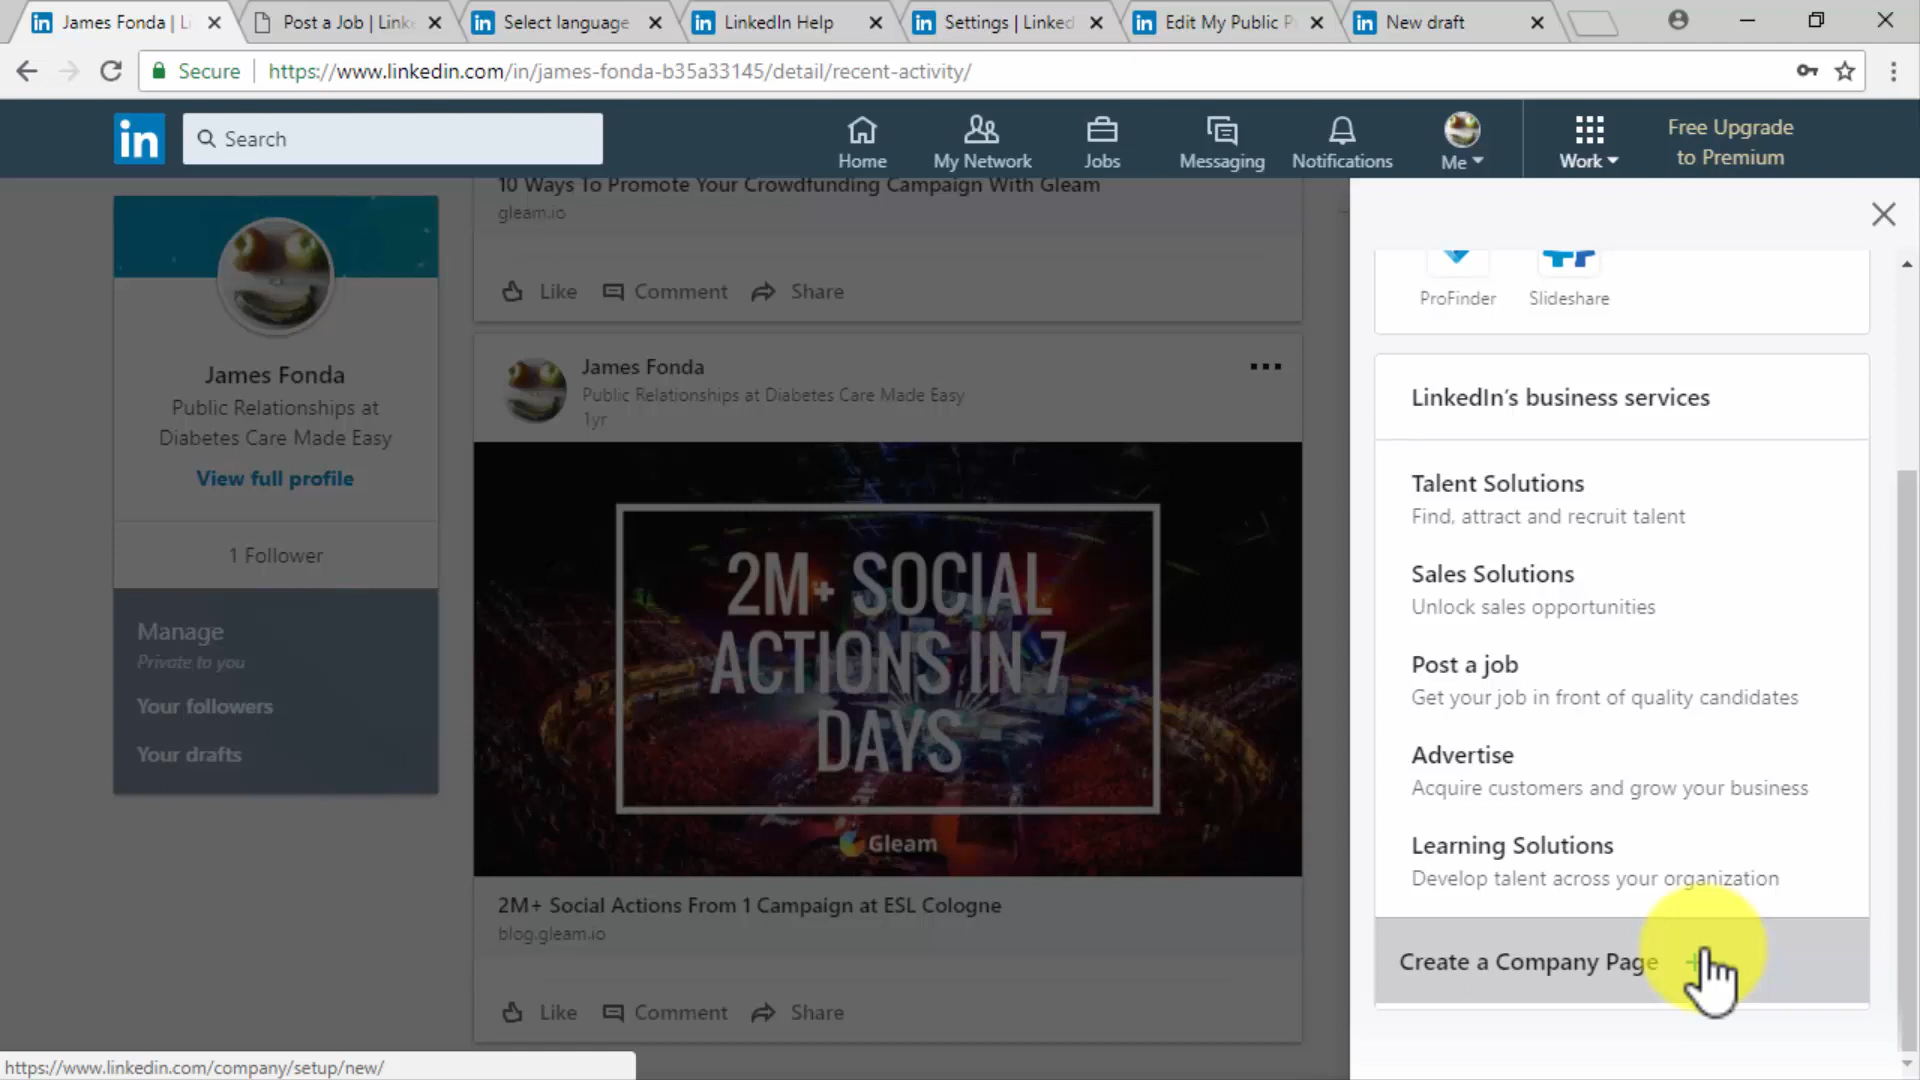 James Fonda | Li
Post a Job | Linke
Select language
LinkedIn Help
Settings | Linked
Edit My Public P
New draft
Secure
https://www.linkedin.com/in/james-fonda-b35a33145/detail/recent-activity/
in
Search
Home
My Network
Jobs
Messaging
Notifications
Me
Work
Free Upgrade
to Premium
10 Ways To Promote Your Crowdfunding Campaign With Gleam
gleam.io
Like
Comment
Share
James Fonda
Public Relationships at
Diabetes Care Made Easy
View full profile
1 Follower
Manage
Private to you
Your followers
Your drafts
James Fonda
Public Relationships at Diabetes Care Made Easy
1yr
2M+ SOCIAL
ACTIONS IN 7
DAYS
Gleam
2M+ Social Actions From 1 Campaign at ESL Cologne
blog.gleam.io
Like
Comment
Share
ProFinder
Slideshare
LinkedIn's business services
Talent Solutions
Find, attract and recruit talent
Sales Solutions
Unlock sales opportunities
Post a job
Get your job in front of quality candidates
Advertise
Acquire customers and grow your business
Learning Solutions
Develop talent across your organization
Create a Company Page +
https://www.linkedin.com/company/setup/new/